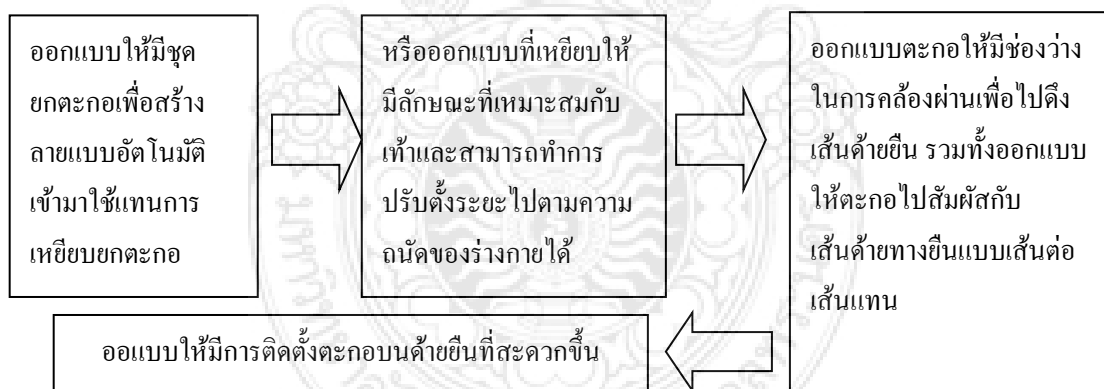 ออกแบบให้มีชุด
ยกตะกอเพื่อสร้าง
ลายแบบอัตโนมัติ
เข้ามาใช้แทนการ
เหยียบยกตะกอ
หรือออกแบบที่เหยียบให้
มีลักษณะที่เหมาะสมกับ
เท้าและสามารถทำการ
ปรับตั้งระยะไปตามความ
ถนัดของร่างกายได้
ออกแบบตะกอให้มีช่องว่าง
ในการคล้องผ่านเพื่อไปดึง
เส้นด้ายยืน รวมทั้งออกแบบ
ให้ตะกอไปสัมผัสกับ
เส้นด้ายทางยืนแบบเส้นต่อ
เส้นแทน
ออแบบให้มีการติดตั้งตะกอบนด้ายยืนที่สะดวกขึ้น